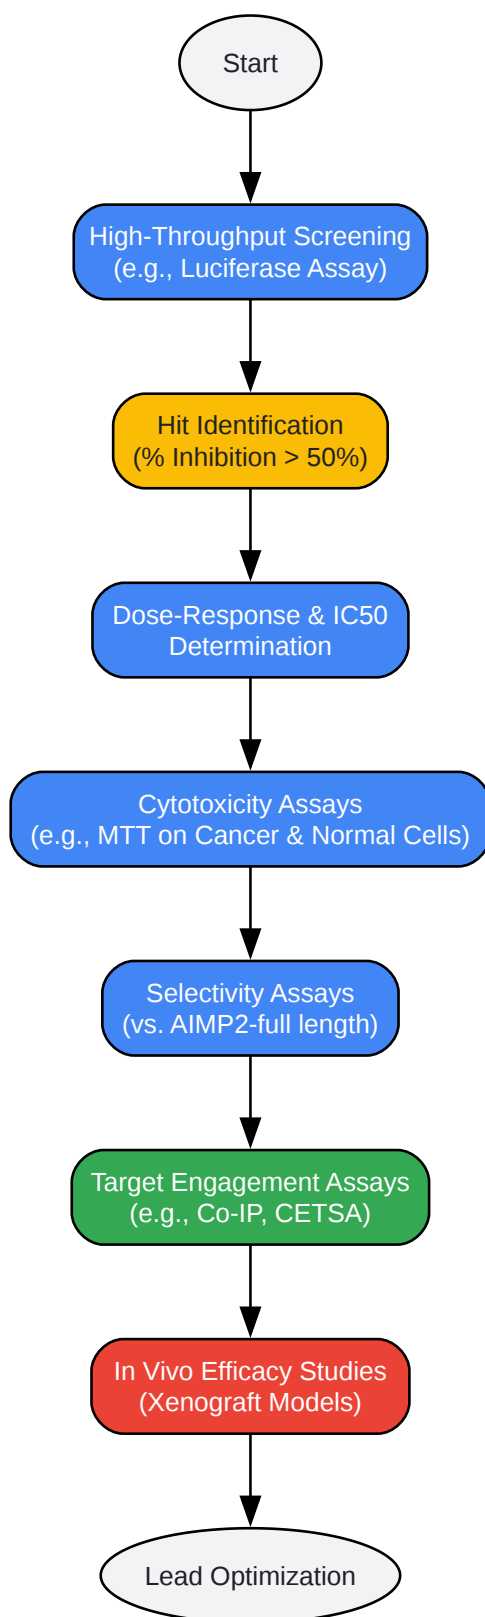 Start
High-Throughput Screening
(e.g., Luciferase Assay)
Hit Identification
(% Inhibition > 50%)
Dose-Response & IC50
Determination
Cytotoxicity Assays
(e.g., MTT on Cancer & Normal Cells)
Selectivity Assays
(vs. AIMP2-full length)
Target Engagement Assays
(e.g., Co-IP, CETSA)
In Vivo Efficacy Studies
(Xenograft Models)
Lead Optimization